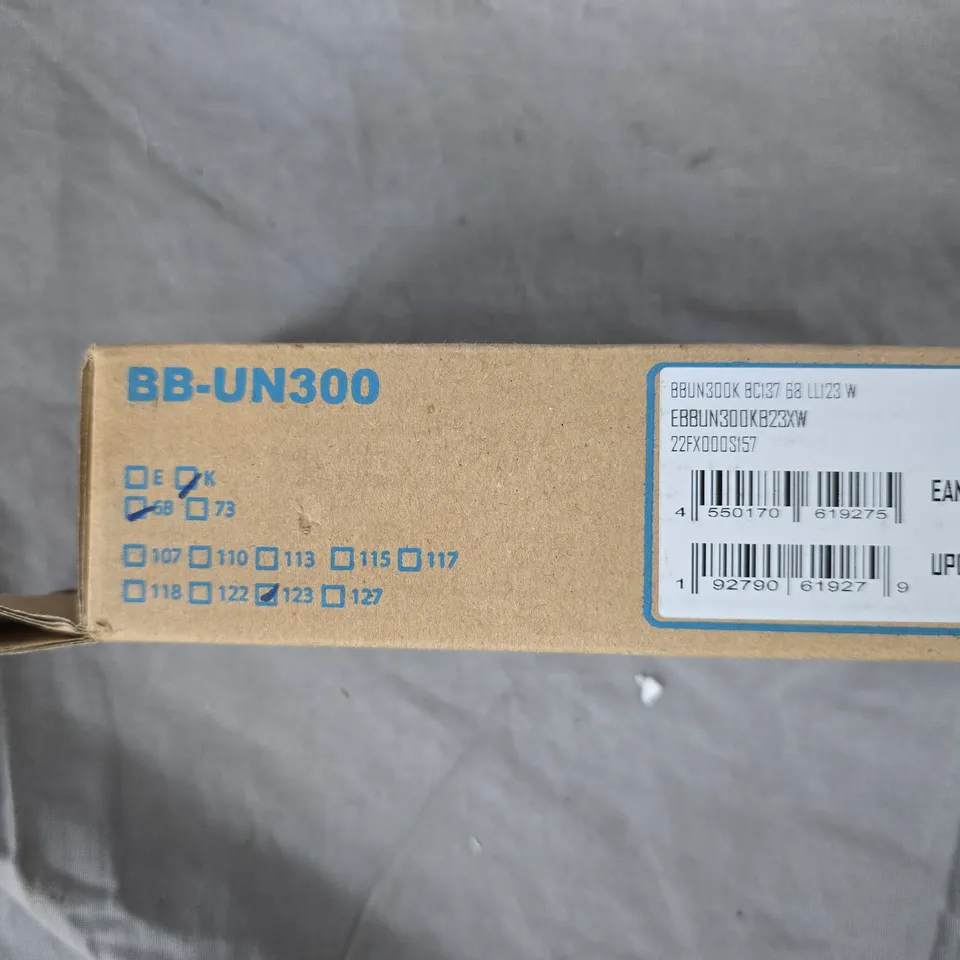 BB-UN300
E K
68 73
107 110 113 115 117
118 122 123 127
BBUN300K BC137 68 LL123 W
EBBUN300KB23XW
22FX000S157
4 550170 619275
EAN
1 92790 61927 9